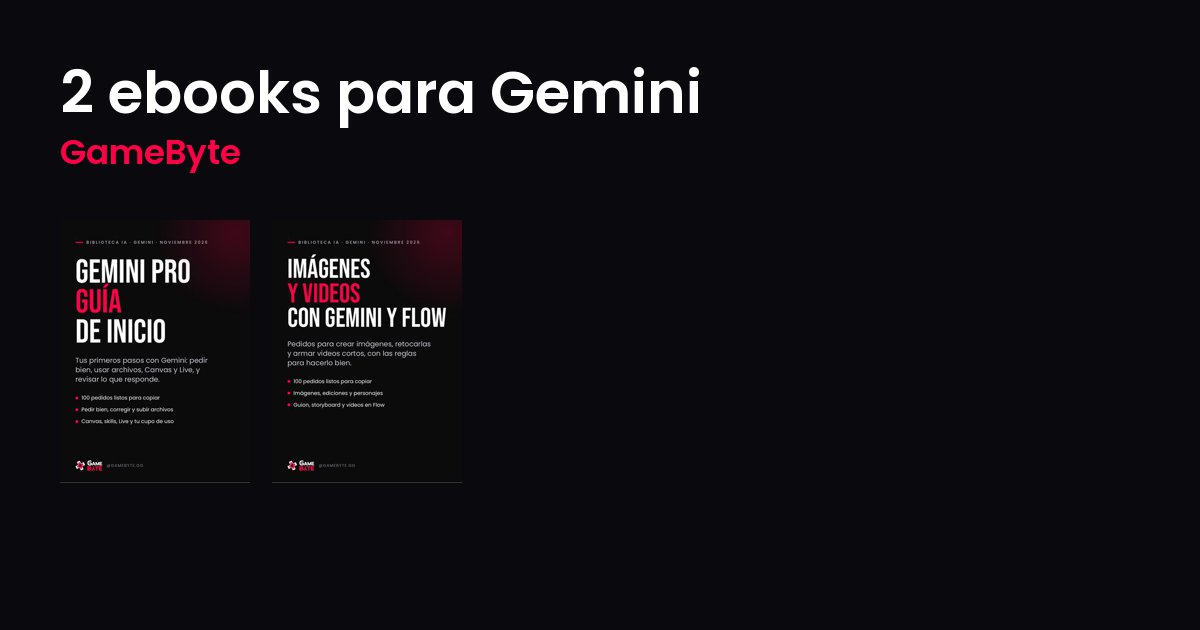 2 ebooks para Gemini
GameByte
BIBLIOTECA IA · GEMINI · NOVIEMBRE 2026
GEMINI PRO
GUÍA
DE INICIO
Tus primeros pasos con Gemini: pedir
bien, usar archivos, Canvas y Live, y
revisar lo que responde.
100 pedidos listos para copiar
Pedir bien, corregir y subir archivos
Canvas, skills, Live y tu cupo de uso
GAME
BYTE
@GAMEBYTE.GG
BIBLIOTECA IA · GEMINI · NOVIEMBRE 2026
IMÁGENES
Y VIDEOS
CON GEMINI Y FLOW
Pedidos para crear imágenes, retocarlas
y armar videos cortos, con las reglas
para hacerlo bien.
100 pedidos listos para copiar
Imágenes, ediciones y personajes
Guion, storyboard y videos en Flow
GAME
BYTE
@GAMEBYTE.GG